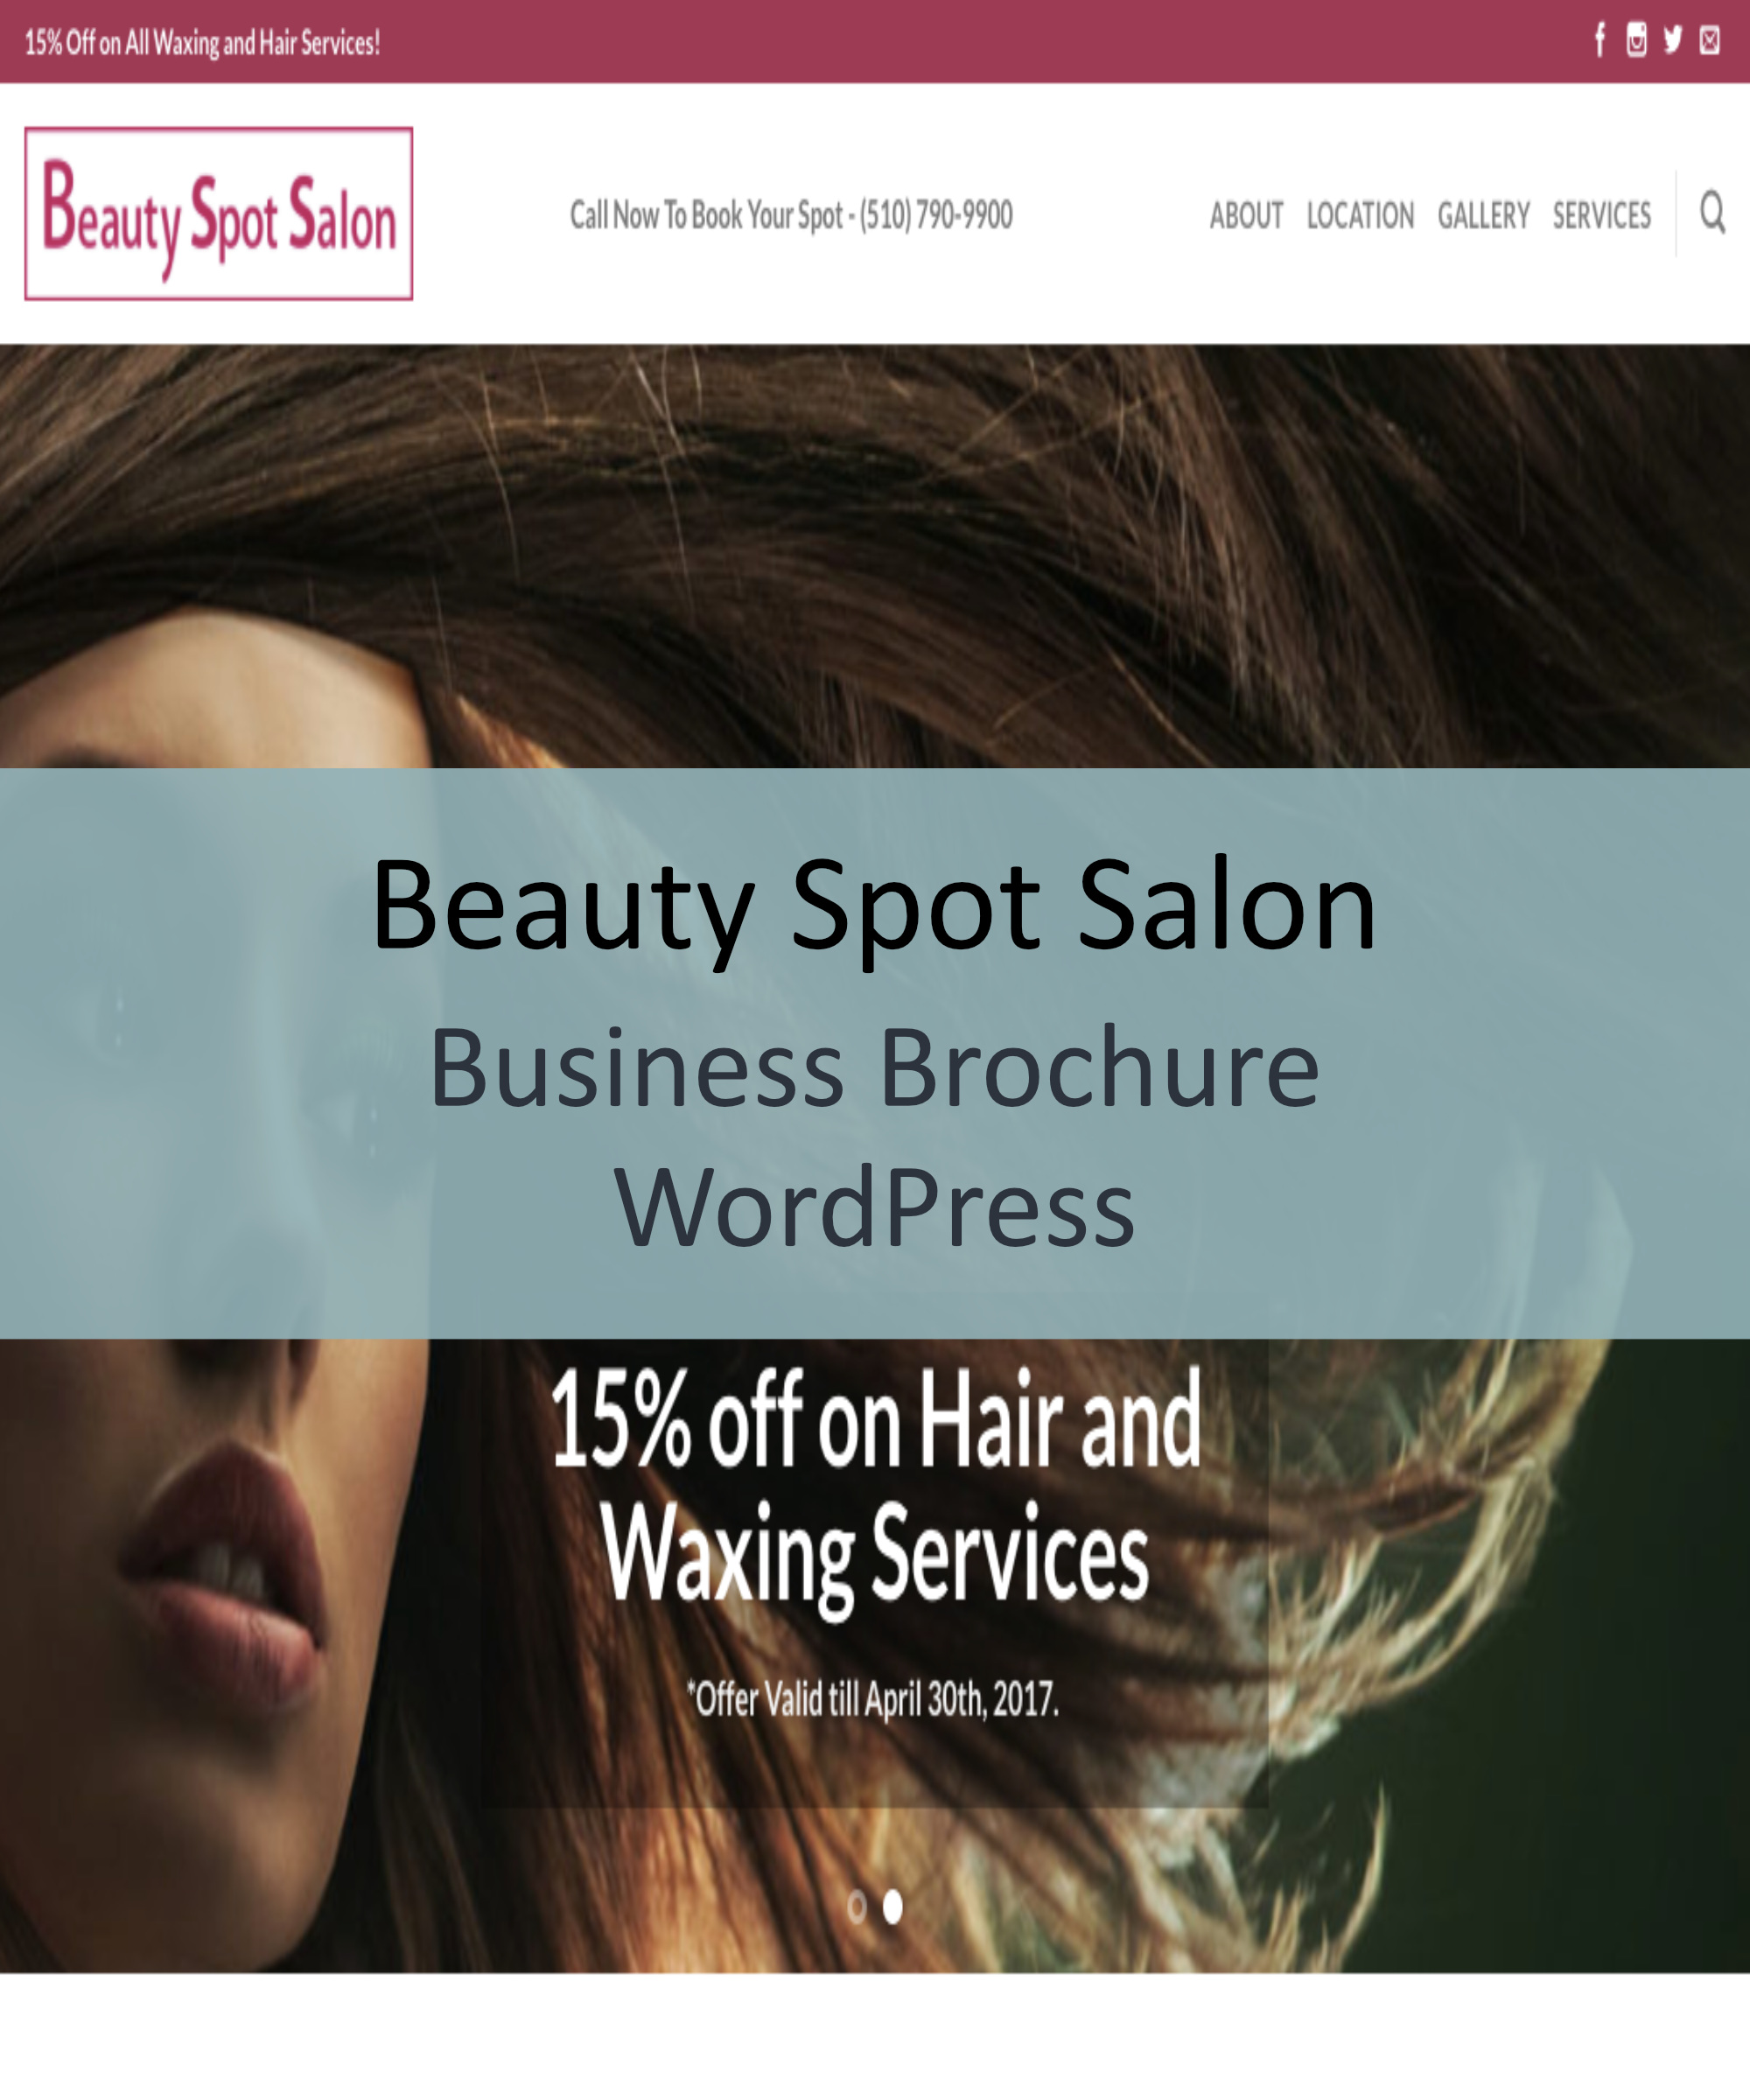 15% Off on All Waxing and Hair Services!
Beauty Spot Salon
Call Now To Book Your Spot - (510) 790-9900
ABOUT LOCATION GALLERY SERVICES
Beauty Spot Salon
Business Brochure
WordPress
15% off on Hair and
Waxing Services
*Offer Valid till April 30th, 2017.